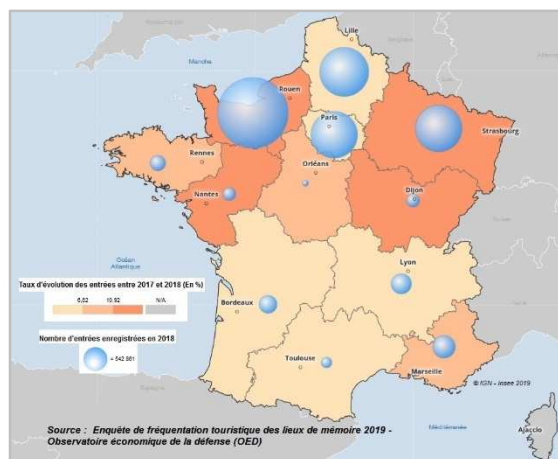 Lille
Manche
Rouen
Paris
Strasbourg
Rennes
Orléans
Nantes
Dijon
Océan
Atlantique
Taux d'évolution des entrées entre 2017 et 2018 (En %)
6,62 10,92 N/A
Nombre d'entrées enregistrées en 2018
= 542 861
Lyon
Bordeaux
Toulouse
Marseille
© IGN - Insee 2019
Méditerranée
Ajaccio
Source : Enquête de fréquentation touristique des lieux de mémoire 2019 -
Observatoire économique de la défense (OED)